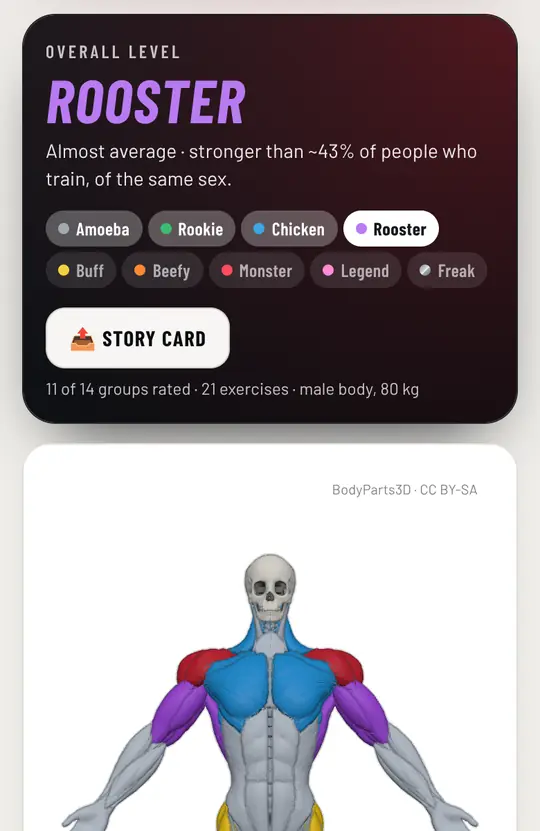 OVERALL LEVEL
ROOSTER
Almost average · stronger than ~43% of people who
train, of the same sex.
Amoeba Rookie Chicken Rooster
Buff Beefy Monster Legend Freak
STORY CARD
11 of 14 groups rated · 21 exercises · male body, 80 kg
BodyParts3D · CC BY-SA